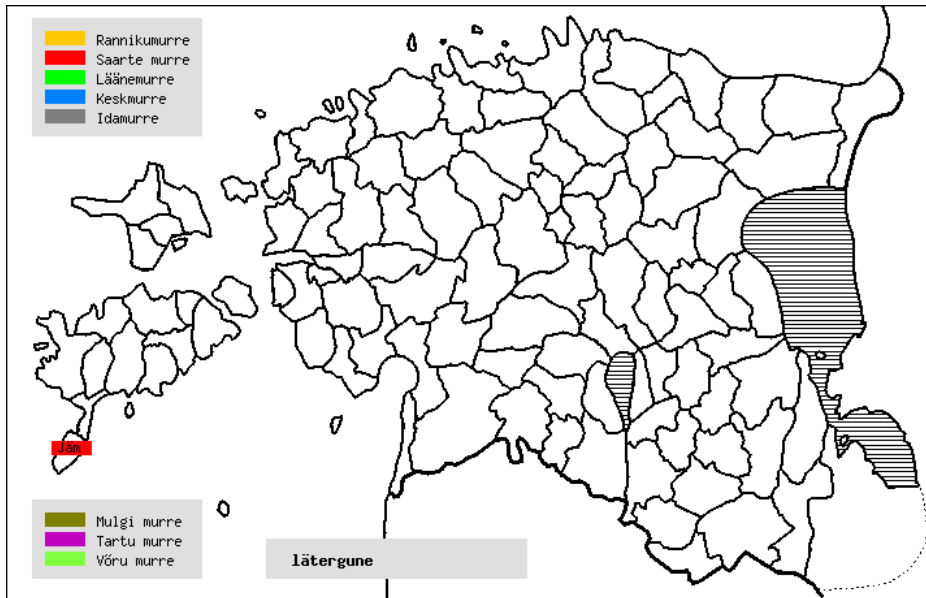 Rannikumurre
Saarte murre
Läänemurre
Keskmurre
Idamurre
Jäm
Mulgi murre
Tartu murre
Võru murre
lätergune